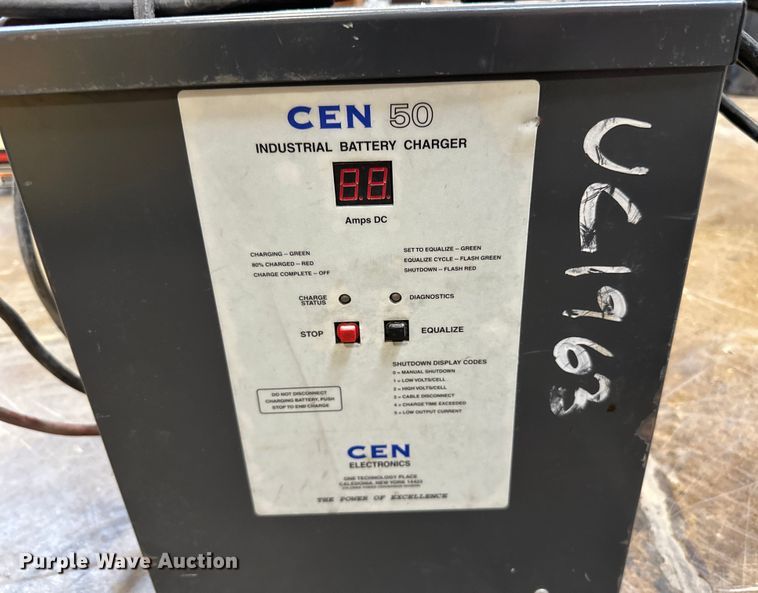 CEN 50
INDUSTRIAL BATTERY CHARGER
Amps DC
CHARGING – GREEN
80% CHARGED – RED
CHARGE COMPLETE – OFF
SET TO EQUALIZE – GREEN
EQUALIZE CYCLE – FLASH GREEN
SHUTDOWN – FLASH RED
CHARGE STATUS
DIAGNOSTICS
STOP
EQUALIZE
SHUTDOWN DISPLAY CODES
0 = MANUAL SHUTDOWN
1 = LOW VOLTS/CELL
2 = HIGH VOLTS/CELL
3 = CABLE DISCONNECT
4 = CHARGE TIME EXCEEDED
5 = LOW OUTPUT CURRENT
DO NOT DISCONNECT
CHARGING BATTERY, PUSH
STOP TO END CHARGE
CEN
ELECTRONICS
ONE TECHNOLOGY PLACE
CALEDONIA, NEW YORK 14423
THE POWER OF EXCELLENCE
UC1963
Purple Wave Auction